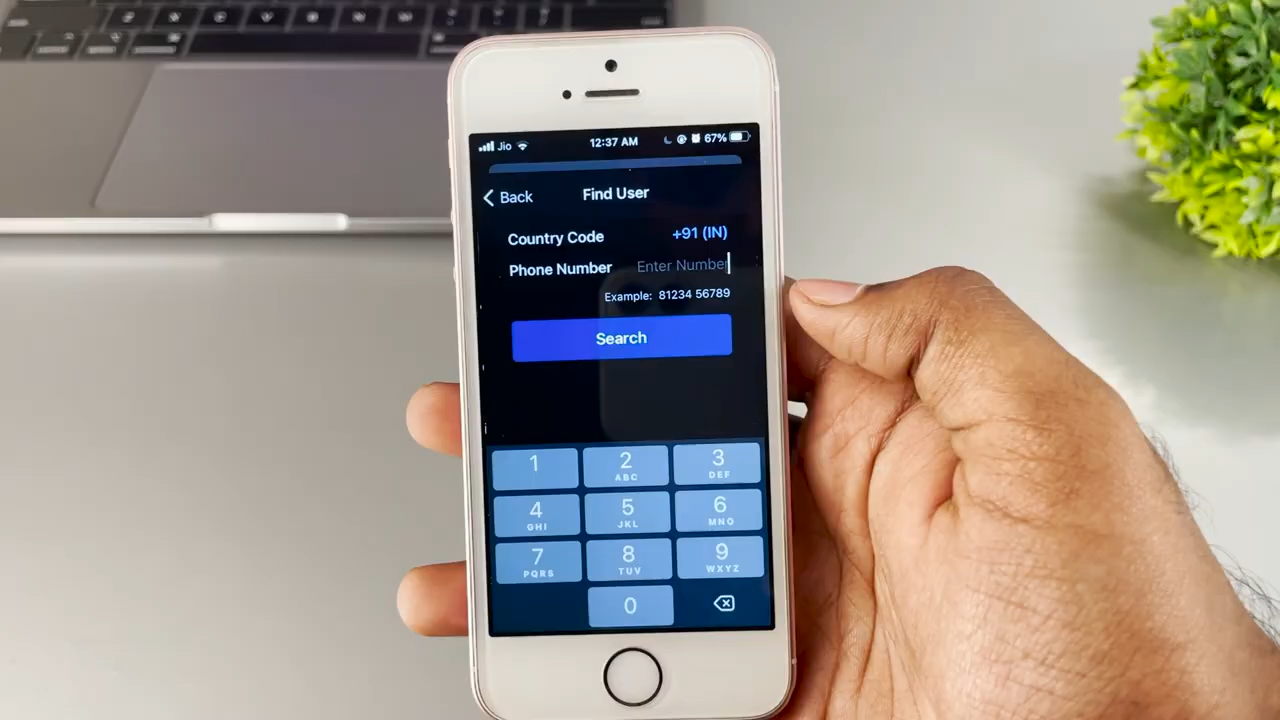 Jio 12:37 AM 67%
Back Find User
Country Code +91 (IN)
Phone Number Enter Number
Example: 81234 56789
Search
1 2 3
ABC DEF
4 5 6
GHI JKL MNO
7 8 9
PQRS TUV WXYZ
0